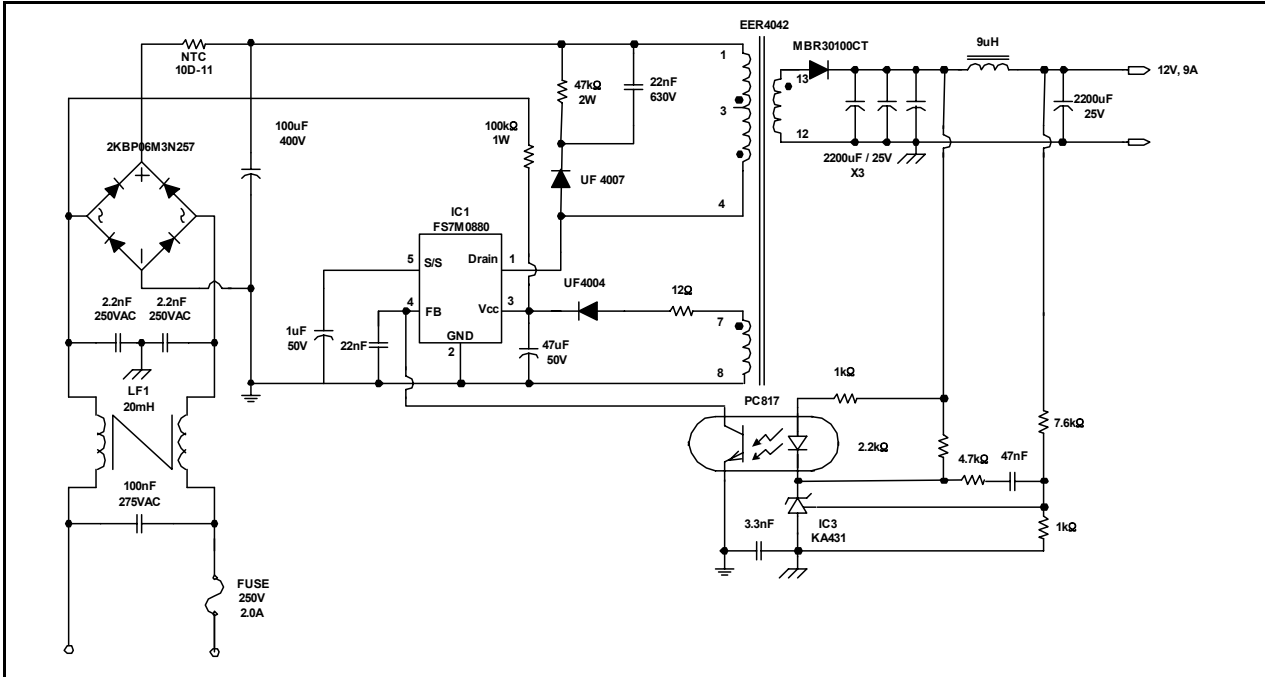 EER4042
NTC
10D-11
1
47kΩ
2W
22nF
630V
MBR30100CT
13
9uH
12V, 9A
2200uF
25V
3
100uF
400V
100kΩ
1W
12
2KBP06M3N257
2200uF / 25V
X3
UF 4007
4
IC1
FS7M0880
5
S/S
Drain
1
UF4004
12Ω
4
FB
Vcc
3
7
2.2nF
250VAC
2.2nF
250VAC
1uF
50V
22nF
GND
2
47uF
50V
8
LF1
20mH
1kΩ
PC817
7.6kΩ
2.2kΩ
4.7kΩ
47nF
100nF
275VAC
3.3nF
IC3
KA431
1kΩ
FUSE
250V
2.0A